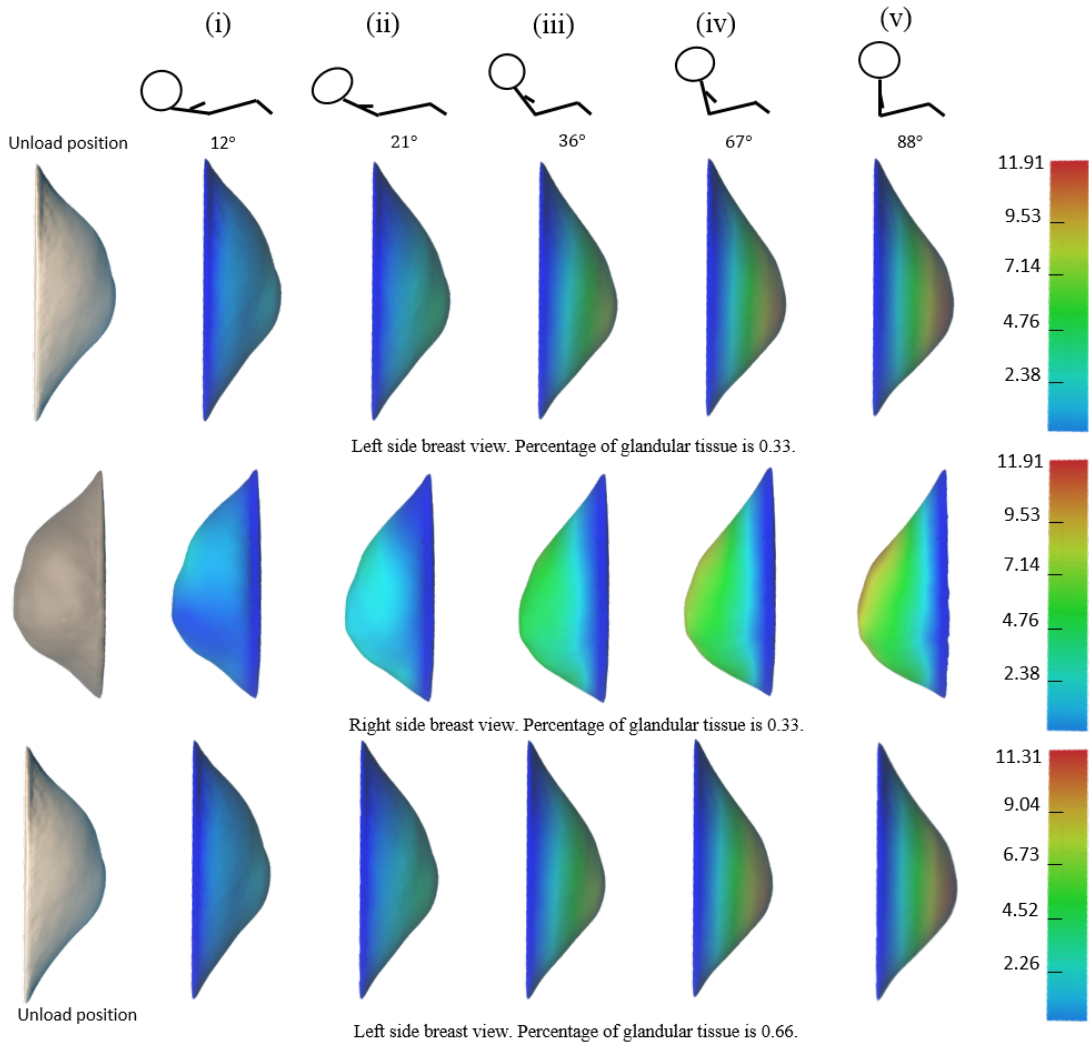 (i) (ii) (iii) (iv) (v)
Unload position 12° 21° 36° 67° 88°
11.91
9.53
7.14
4.76
2.38
Left side breast view. Percentage of glandular tissue is 0.33.
11.91
9.53
7.14
4.76
2.38
Right side breast view. Percentage of glandular tissue is 0.33.
11.31
9.04
6.73
4.52
2.26
Unload position
Left side breast view. Percentage of glandular tissue is 0.66.